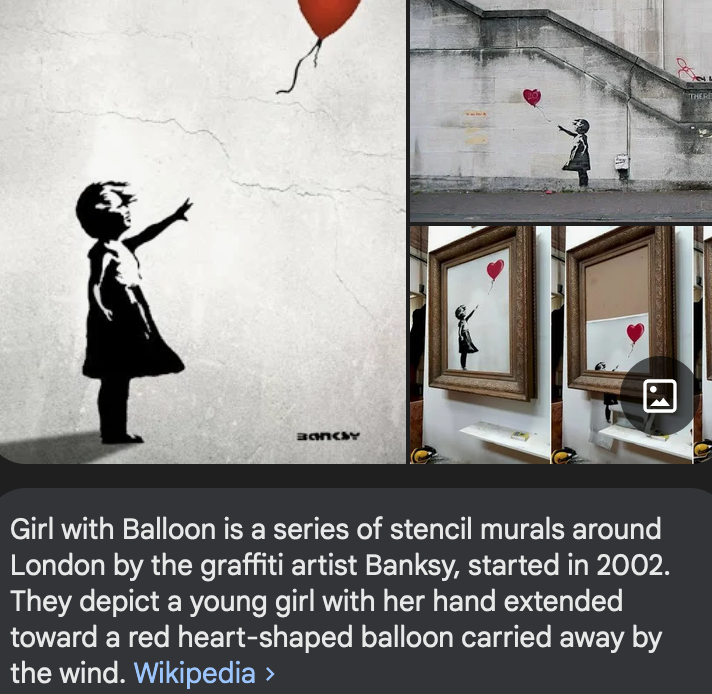 THERE
BANKSY
Girl with Balloon is a series of stencil murals around
London by the graffiti artist Banksy, started in 2002.
They depict a young girl with her hand extended
toward a red heart-shaped balloon carried away by
the wind. Wikipedia >